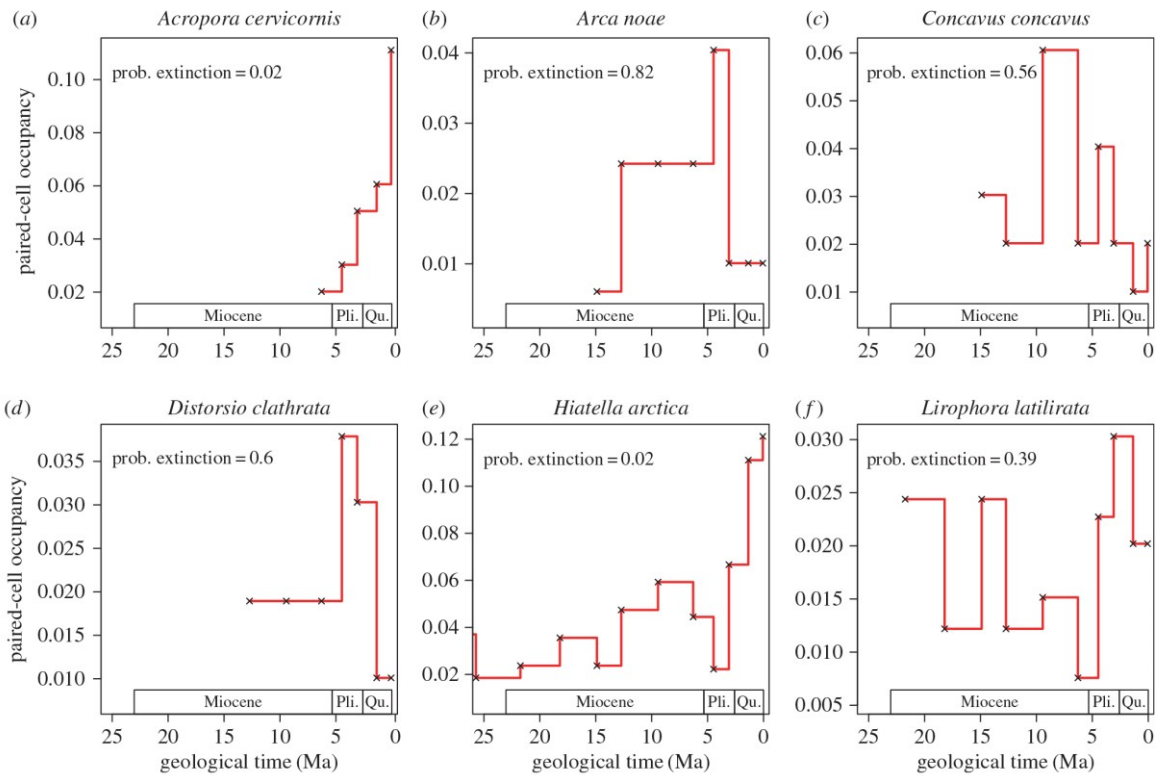 (a) Acropora cervicornis
prob. extinction = 0.02
paired-cell occupancy
0.10
0.06
0.04
0.02
Miocene Pli. Qu.
25 20 15 10 5 0
(b) Arca noae
prob. extinction = 0.82
0.04
0.03
0.02
0.01
Miocene Pli. Qu.
25 20 15 10 5 0
(c) Concavus concavus
prob. extinction = 0.56
0.06
0.05
0.04
0.03
0.02
0.01
Miocene Pli. Qu.
25 20 15 10 5 0
(d) Distorsio clathrata
prob. extinction = 0.6
paired-cell occupancy
0.035
0.030
0.025
0.020
0.015
0.010
Miocene Pli. Qu.
25 20 15 10 5 0
geological time (Ma)
(e) Hiatella arctica
prob. extinction = 0.02
0.12
0.10
0.08
0.06
0.04
0.02
Miocene Pli. Qu.
25 20 15 10 5 0
geological time (Ma)
(f) Lirophora latilirata
prob. extinction = 0.39
0.030
0.025
0.020
0.015
0.010
0.005
Miocene Pli. Qu.
25 20 15 10 5 0
geological time (Ma)